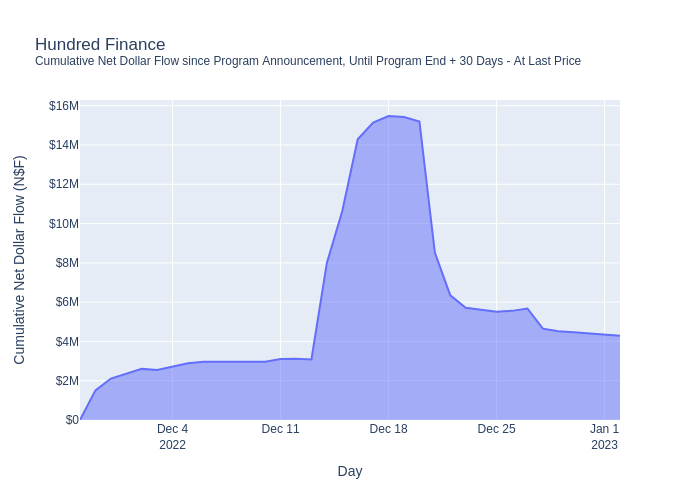 Hundred Finance
Cumulative Net Dollar Flow since Program Announcement, Until Program End + 30 Days - At Last Price
Cumulative Net Dollar Flow (N$F)
$16M
$14M
$12M
$10M
$8M
$6M
$4M
$2M
$0
Dec 4
2022
Dec 11
Dec 18
Dec 25
Jan 1
2023
Day